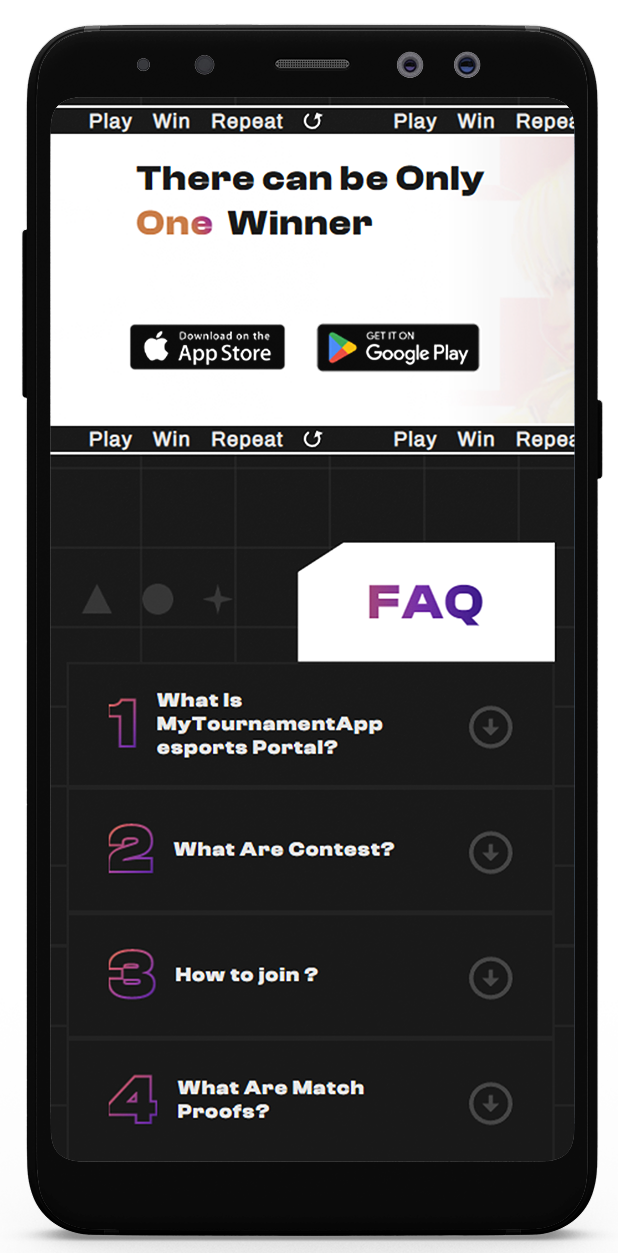 Play Win Repeat Play Win Repea
There can be Only
One Winner
Download on the
App Store
GET IT ON
Google Play
Play Win Repeat Play Win Repea
FAQ
1
What Is
MyTournamentApp
esports Portal?
2
What Are Contest?
3
How to join ?
4
What Are Match
Proofs?